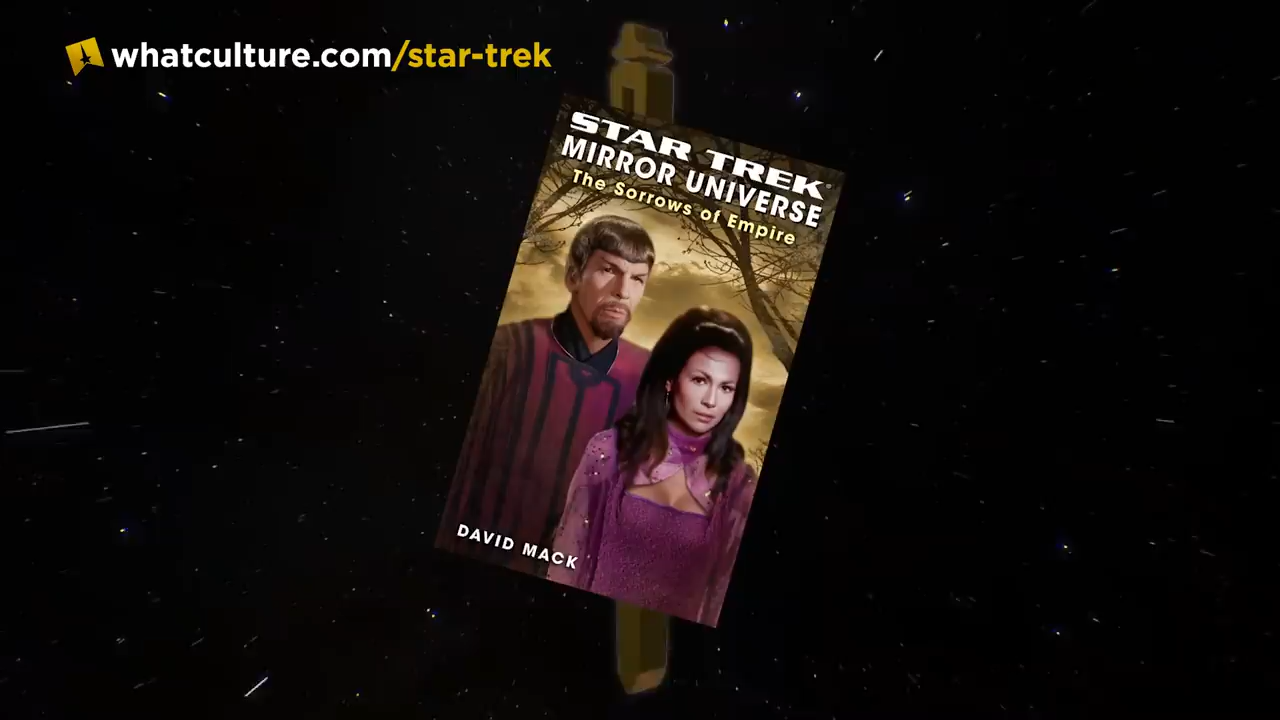 whatculture.com/star-trek
STAR TREK®
MIRROR UNIVERSE
The Sorrows of Empire
DAVID MACK